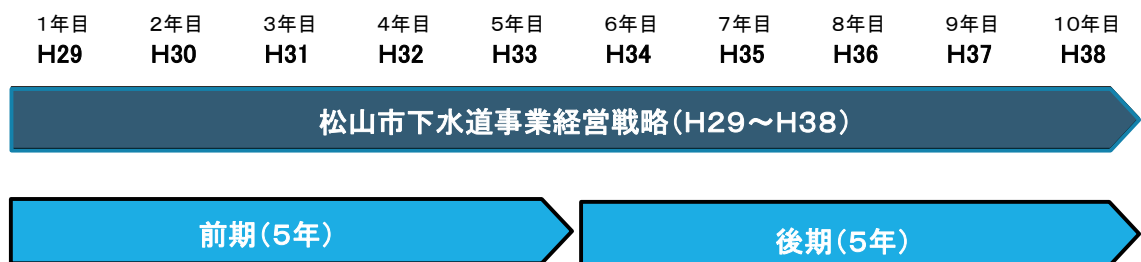 1年目 2年目 3年目 4年目 5年目 6年目 7年目 8年目 9年目 10年目
H29 H30 H31 H32 H33 H34 H35 H36 H37 H38
松山市下水道事業経営戦略(H29～H38)
前期(5年) 後期(5年)